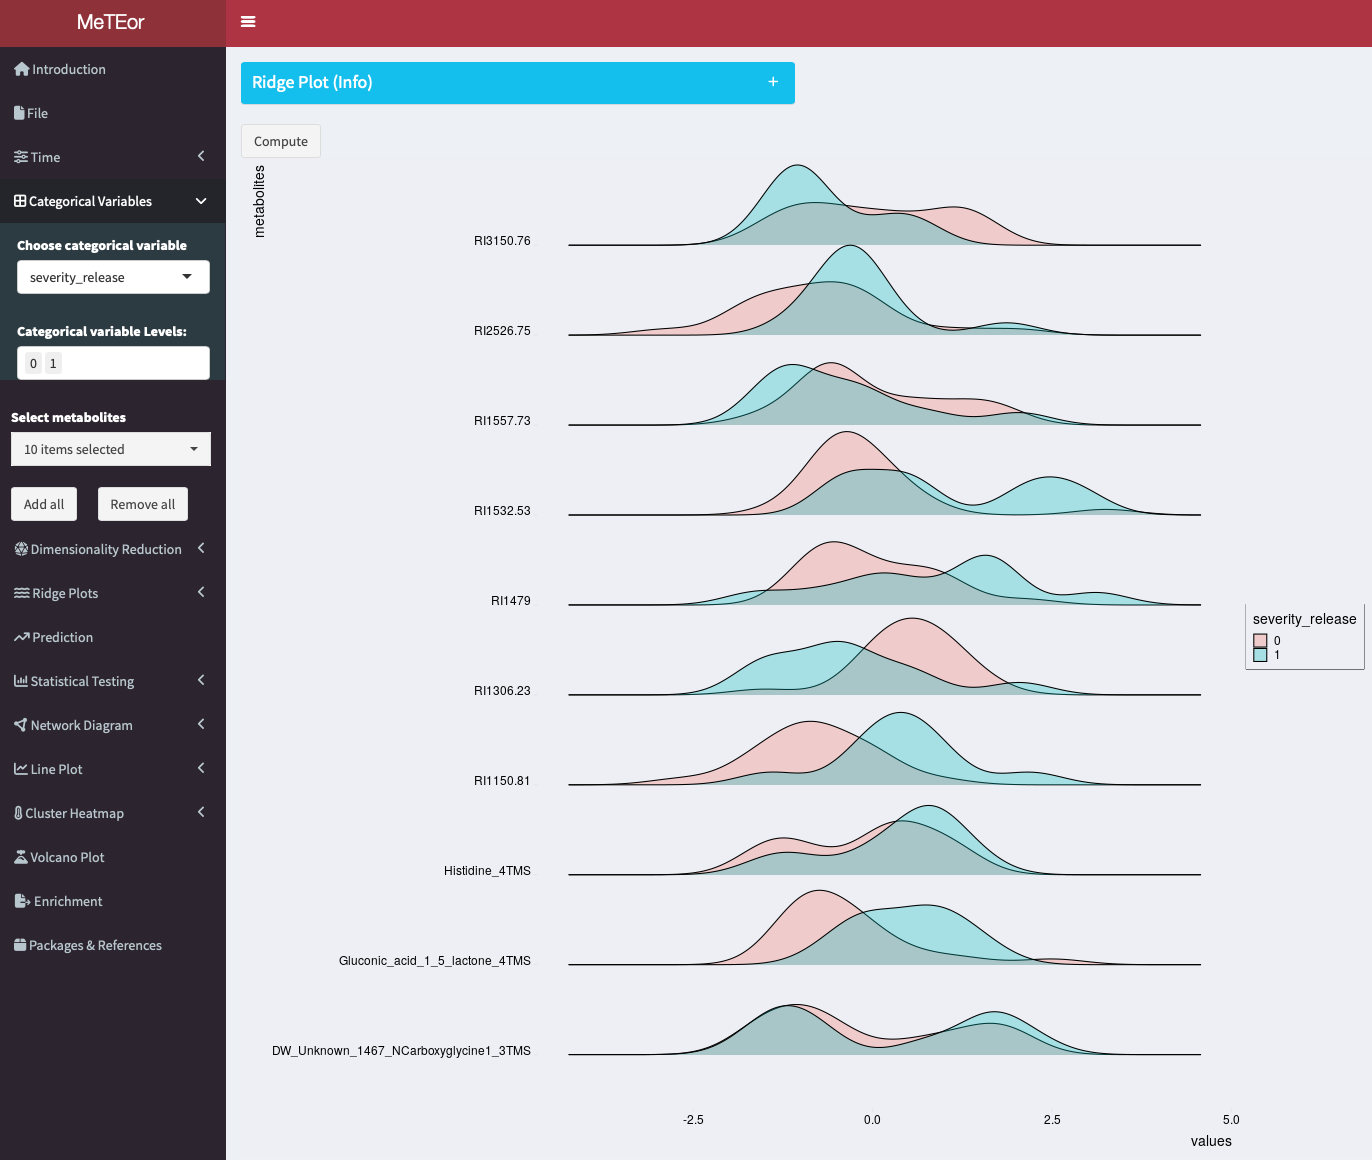 MeTEor
Introduction
File
Time
Categorical Variables
Choose categorical variable
severity_release
Categorical variable Levels:
0 1
Select metabolites
10 items selected
Add all Remove all
Dimensionality Reduction
Ridge Plots
Prediction
Statistical Testing
Network Diagram
Line Plot
Cluster Heatmap
Volcano Plot
Enrichment
Packages & References
Ridge Plot (Info) +
Compute
metabolites
RI3150.76
RI2526.75
RI1557.73
RI1532.53
RI1479
RI1306.23
RI1150.81
Histidine_4TMS
Gluconic_acid_1_5_lactone_4TMS
DW_Unknown_1467_NCarboxyglycine1_3TMS
-2.5 0.0 2.5 5.0
values
severity_release
0
1